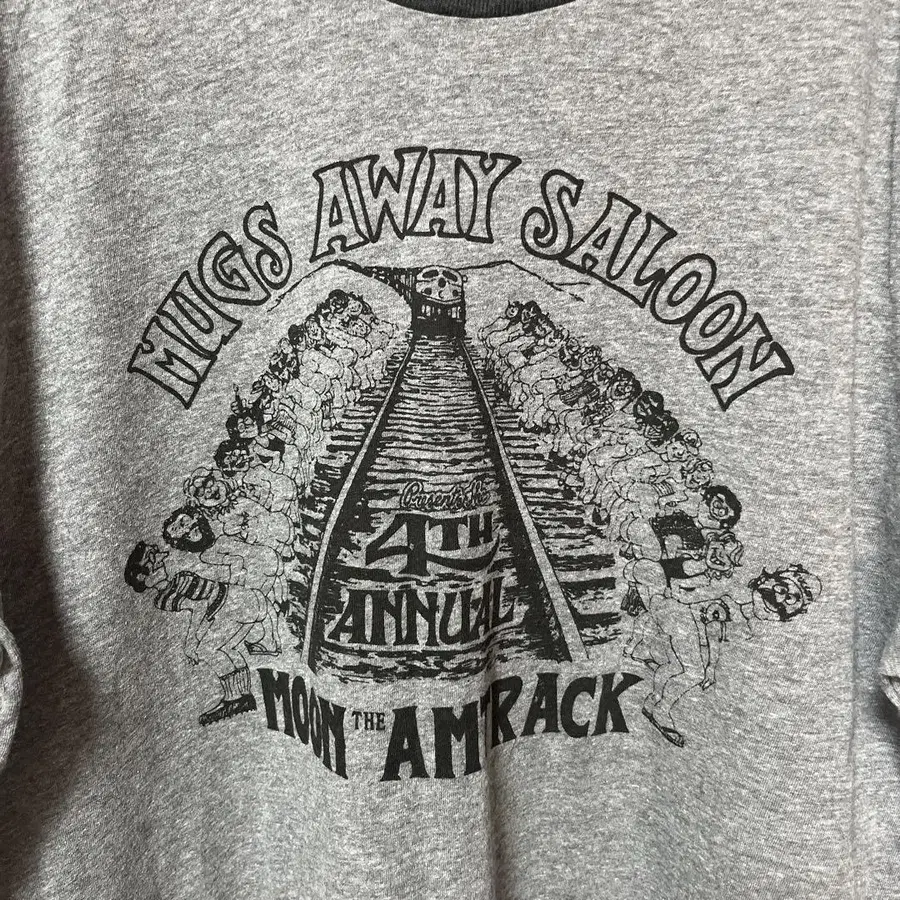 MUGS AWAY SALOON
Presents the
4TH
ANNUAL
MOON THE AMTRACK